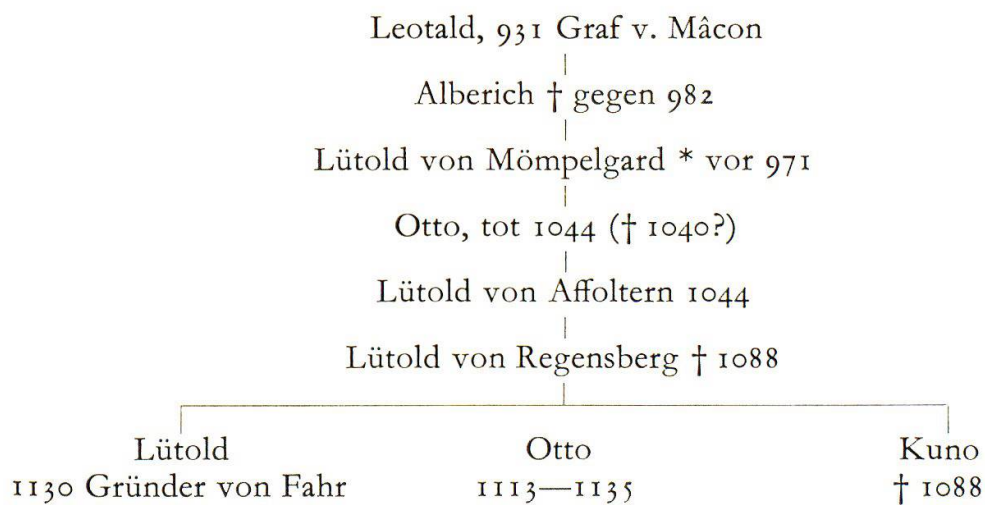 Leotald, 931 Graf v. Mâcon
Alberich † gegen 982
Lütold von Mömpelgard * vor 971
Otto, tot 1044 († 1040?)
Lütold von Affoltern 1044
Lütold von Regensberg † 1088
Lütold Otto Kuno
1130 Gründer von Fahr 1113—1135 † 1088